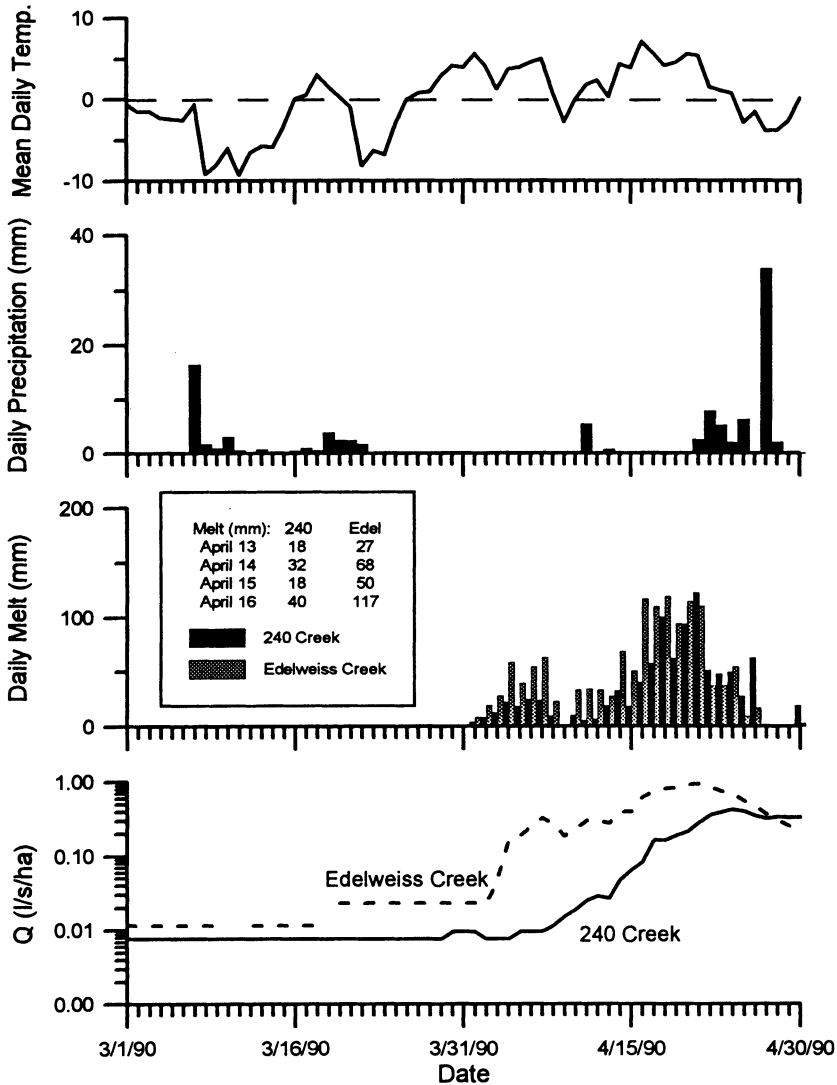 Mean Daily Temp.
10
0
-10
Daily Precipitation (mm)
40
20
0
Daily Melt (mm)
200
100
0
Melt (mm): 240 Edel
April 13 18 27
April 14 32 68
April 15 18 50
April 16 40 117
240 Creek
Edelweiss Creek
Q (l/s/ha)
1.00
0.10
0.01
0.00
Edelweiss Creek
240 Creek
3/1/90 3/16/90 3/31/90 4/15/90 4/30/90
Date